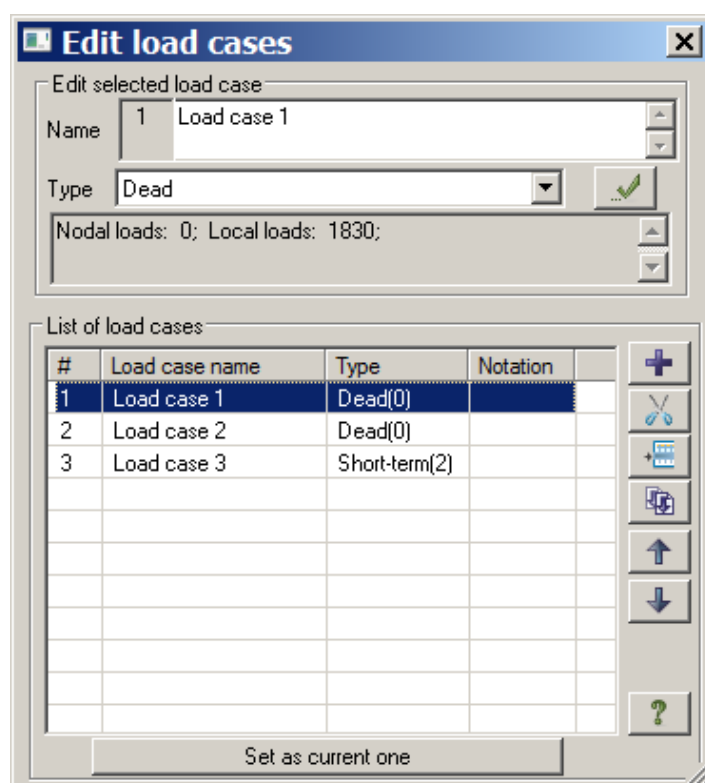 Edit load cases
Edit selected load case
Name 1 Load case 1
Type Dead
Nodal loads: 0; Local loads: 1830;
List of load cases
# Load case name Type Notation
1 Load case 1 Dead(0)
2 Load case 2 Dead(0)
3 Load case 3 Short-term(2)
Set as current one